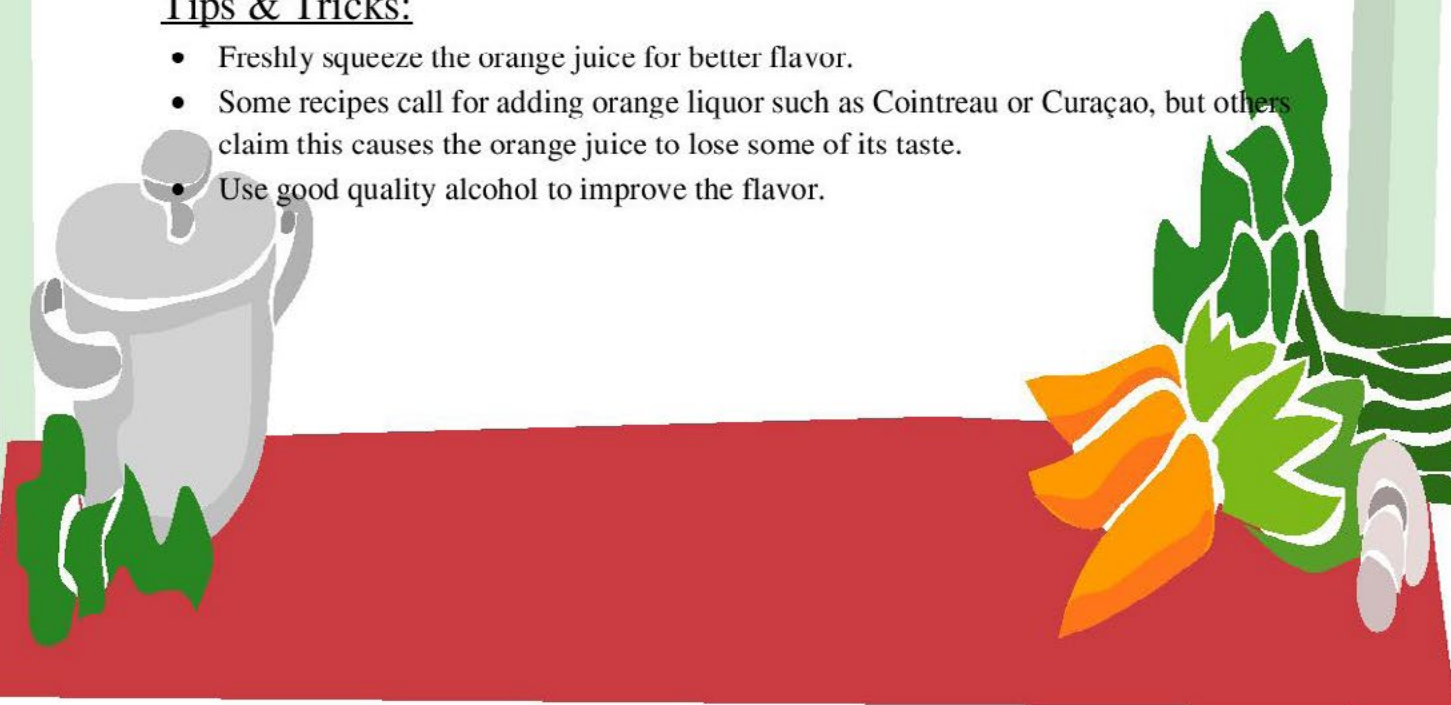 Tips & Tricks:
• Freshly squeeze the orange juice for better flavor.
• Some recipes call for adding orange liquor such as Cointreau or Curaçao, but others
claim this causes the orange juice to lose some of its taste.
• Use good quality alcohol to improve the flavor.